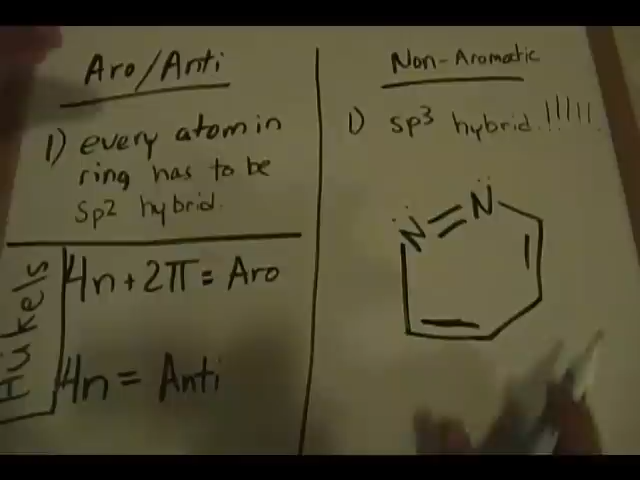 Aro/Anti
1) every atom in
ring has to be
sp2 hybrid.
Hükels
4n+2π = Aro
4n = Anti
Non-Aromatic
1) sp3 hybrid.!!!!!
N=N